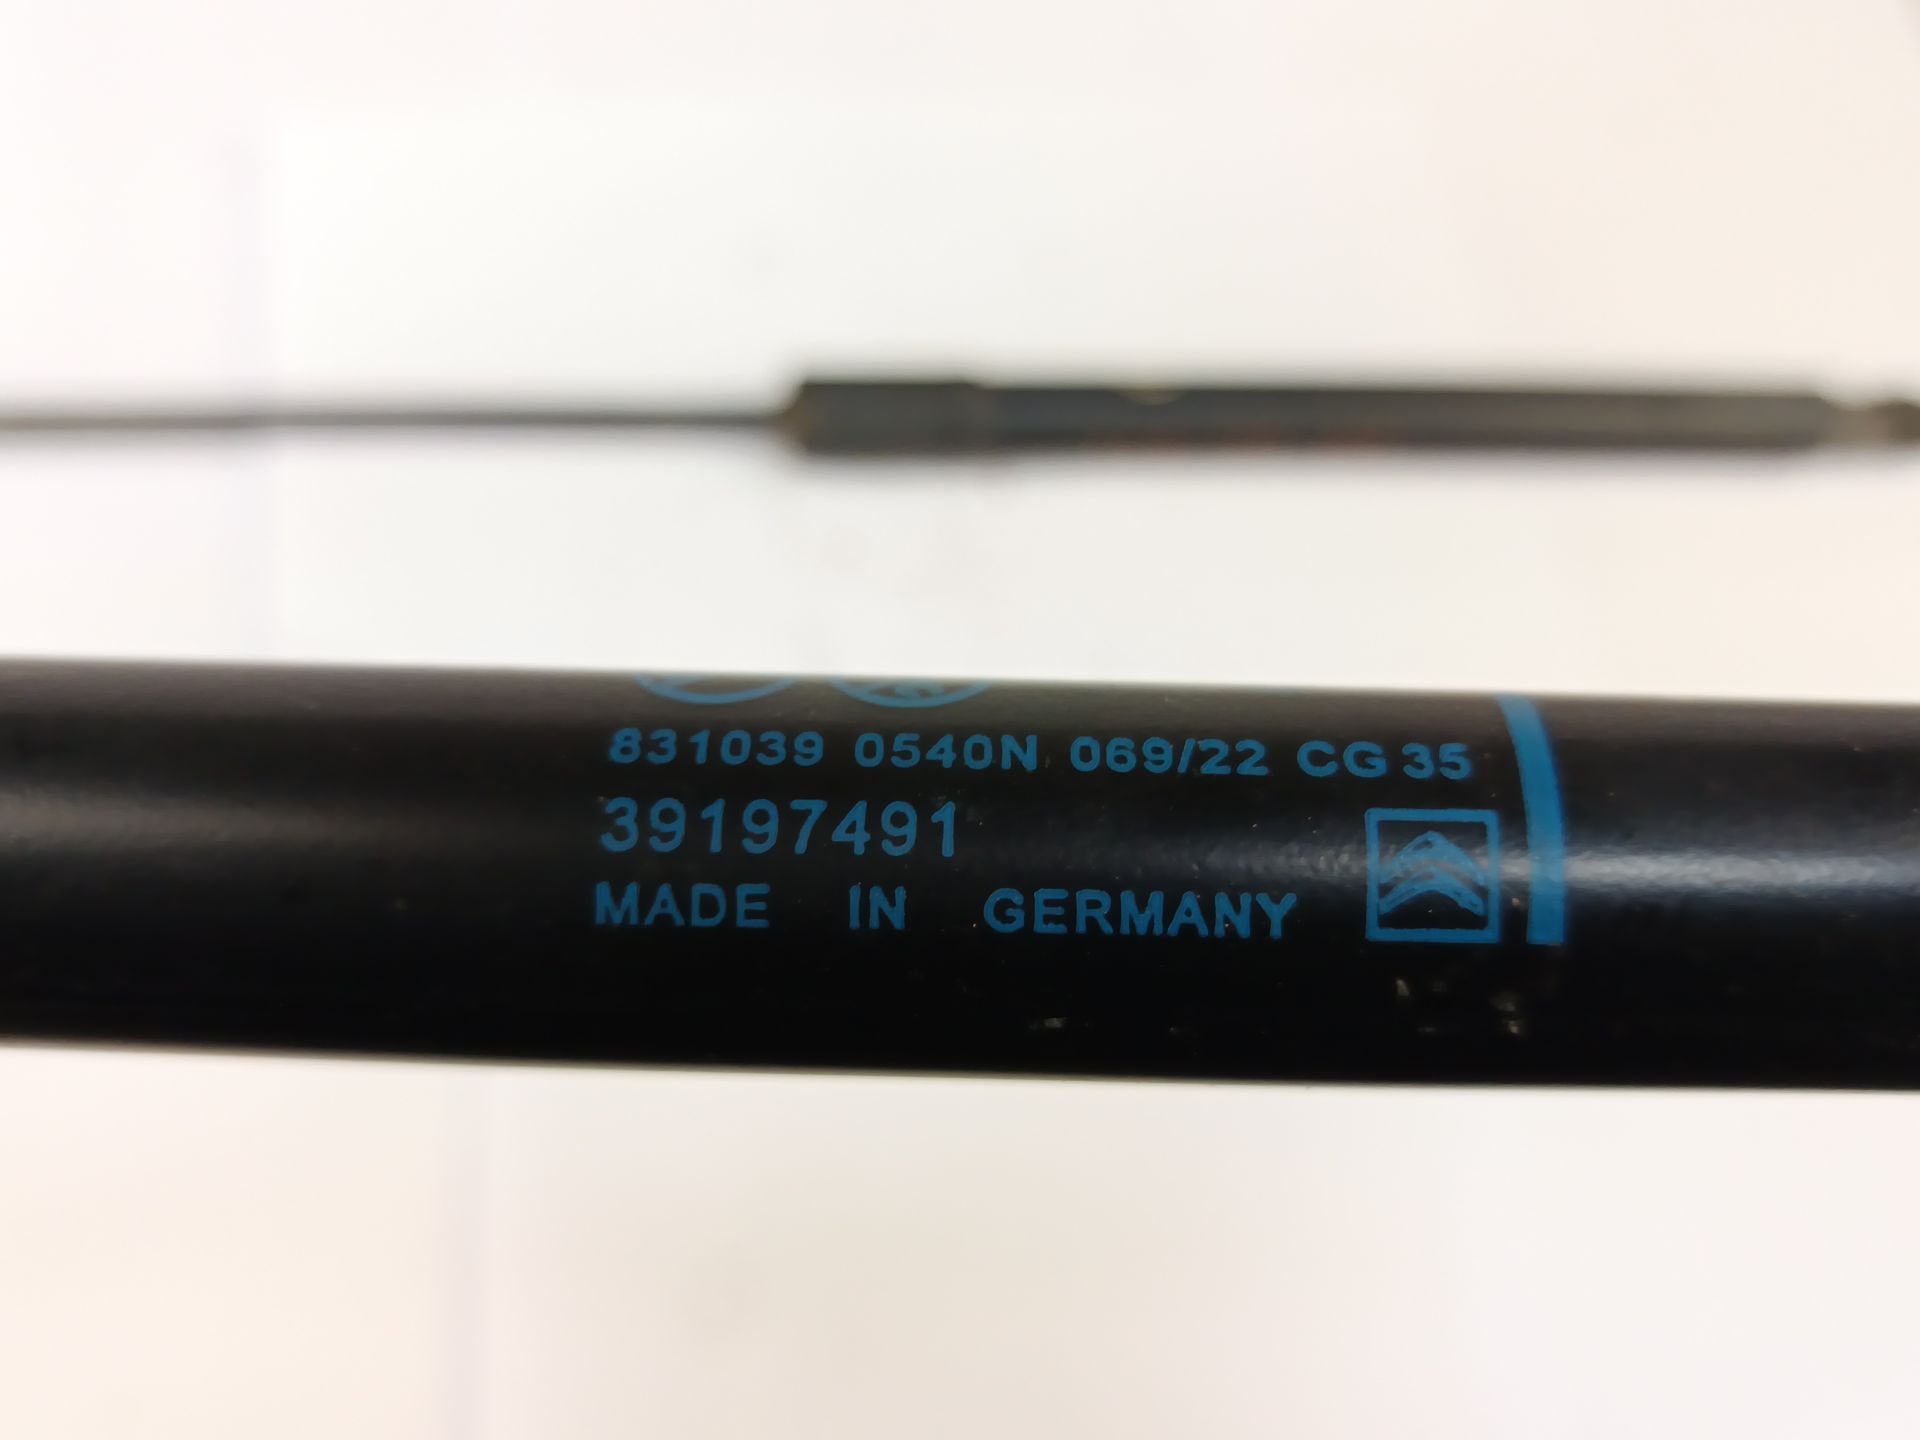 831039 0540N 069/22 CG 35
39197491
MADE IN GERMANY